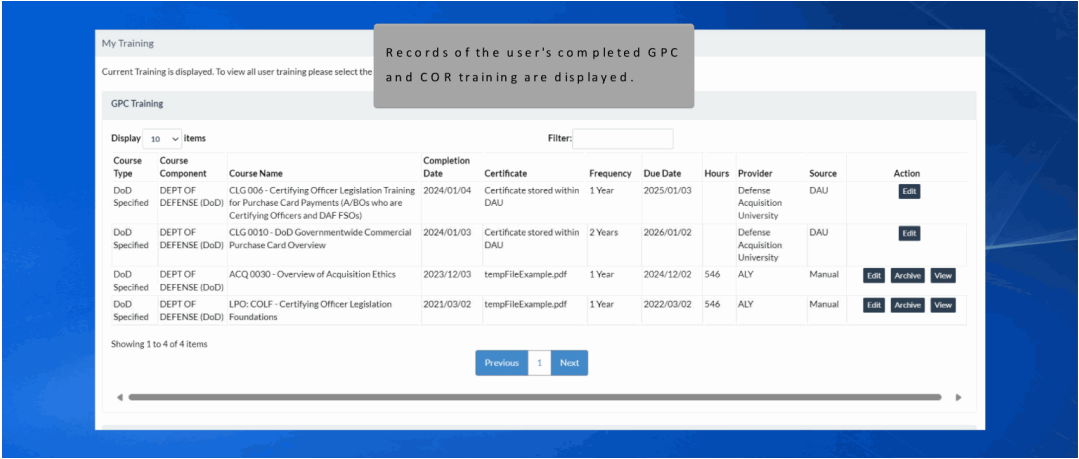 My Training
Records of the user's completed GPC
and COR training are displayed.
Current Training is displayed. To view all user training please select the
GPC Training
Display 10 items Filter:
Course Type Course Component Course Name Completion Date Certificate Frequency Due Date Hours Provider Source Action
DoD DEPT OF CLG 006 - Certifying Officer Legislation Training 2024/01/04 Certificate stored within 1 Year 2025/01/03 Defense DAU Edit
Specified DEFENSE (DoD) for Purchase Card Payments (A/BOs who are DAU Acquisition
Certifying Officers and DAF FSOs) University
DoD DEPT OF CLG 0010 - DoD Governmentwide Commercial 2024/01/03 Certificate stored within 2 Years 2026/01/02 Defense DAU Edit
Specified DEFENSE (DoD) Purchase Card Overview DAU Acquisition
University
DoD DEPT OF ACQ 0030 - Overview of Acquisition Ethics 2023/12/03 tempFileExample.pdf 1 Year 2024/12/02 546 ALY Manual Edit Archive View
Specified DEFENSE (DoD)
DoD DEPT OF LPO: COLF - Certifying Officer Legislation 2021/03/02 tempFileExample.pdf 1 Year 2022/03/02 546 ALY Manual Edit Archive View
Specified DEFENSE (DoD) Foundations
Showing 1 to 4 of 4 items
Previous 1 Next